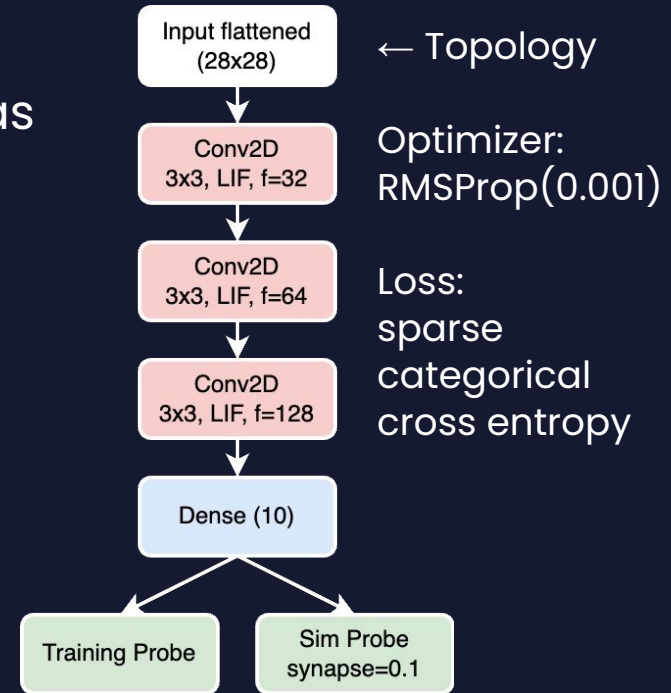 Input flattened
(28x28)
← Topology
Conv2D
3x3, LIF, f=32
Optimizer:
RMSProp(0.001)
Conv2D
3x3, LIF, f=64
Loss:
sparse
categorical
cross entropy
Conv2D
3x3, LIF, f=128
Dense (10)
Training Probe
Sim Probe
synapse=0.1